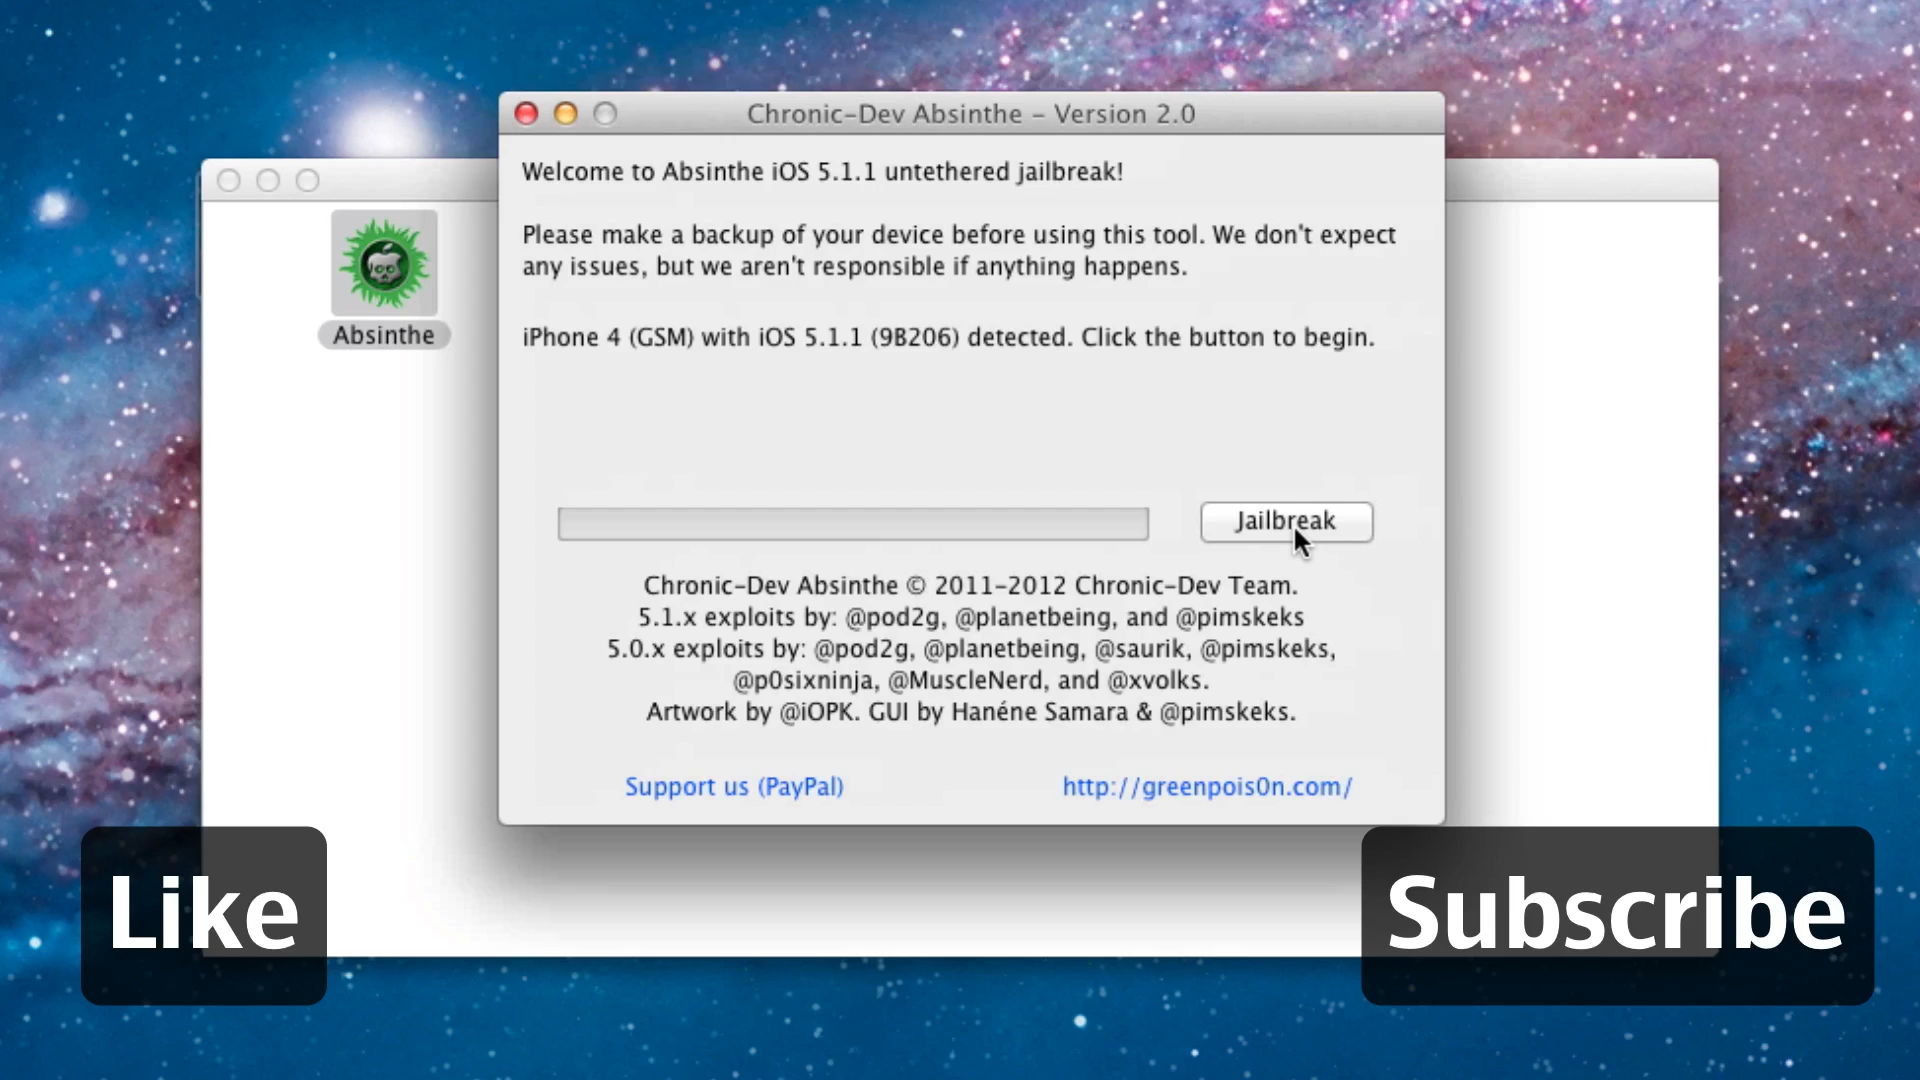 Chronic-Dev Absinthe – Version 2.0
Welcome to Absinthe iOS 5.1.1 untethered jailbreak!
Please make a backup of your device before using this tool. We don't expect
any issues, but we aren't responsible if anything happens.
Absinthe
iPhone 4 (GSM) with iOS 5.1.1 (9B206) detected. Click the button to begin.
Jailbreak
Chronic-Dev Absinthe © 2011-2012 Chronic-Dev Team.
5.1.x exploits by: @pod2g, @planetbeing, and @pimskeks
5.0.x exploits by: @pod2g, @planetbeing, @saurik, @pimskeks,
@p0sixninja, @MuscleNerd, and @xvolks.
Artwork by @iOPK. GUI by Hanéne Samara & @pimskeks.
Support us (PayPal)
http://greenpois0n.com/
Like
Subscribe